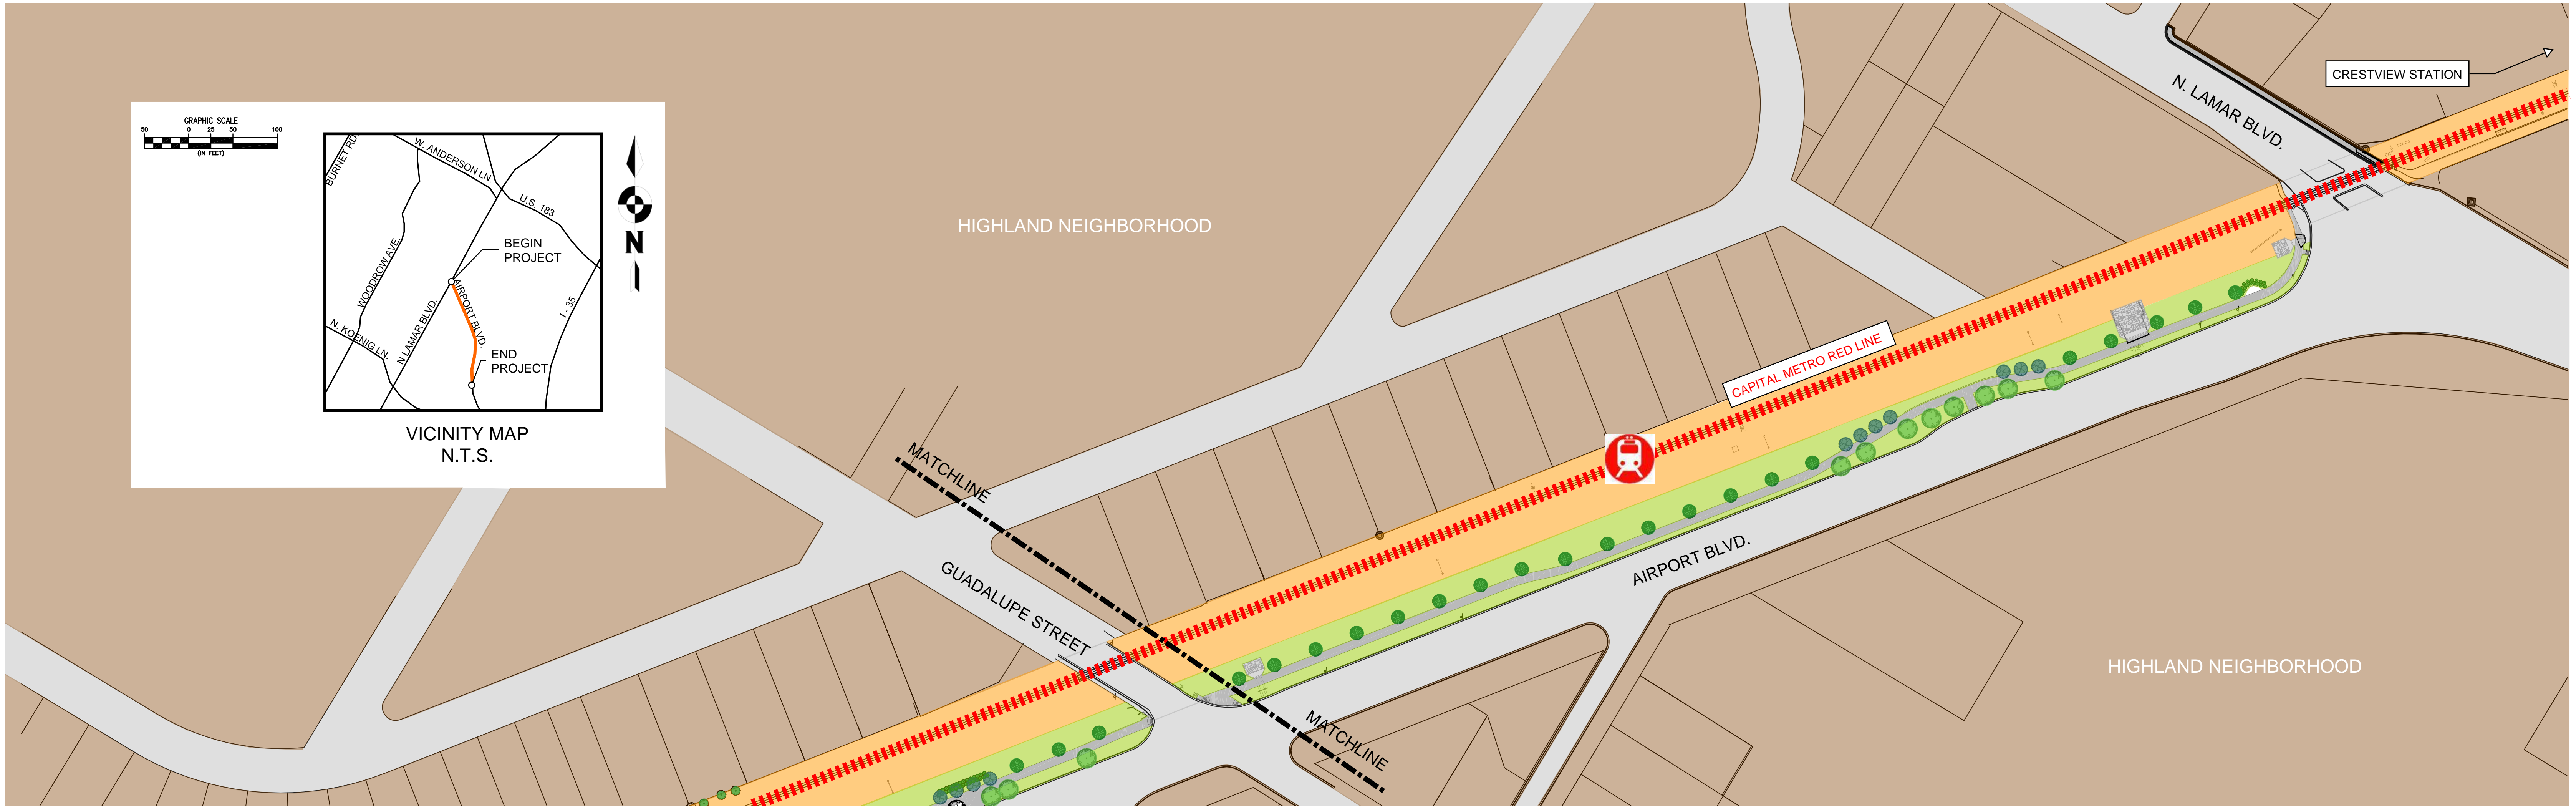 GRAPHIC SCALE
50 0 25 50 100
(IN FEET)
BURNET RD.
W. ANDERSON LN.
U.S. 183
WOODROW AVE.
BEGIN
PROJECT
AIRPORT BLVD.
N LAMAR BLVD.
I - 35
N. KOENIG LN.
END
PROJECT
N
VICINITY MAP
N.T.S.
HIGHLAND NEIGHBORHOOD
N. LAMAR BLVD.
CRESTVIEW STATION
CAPITAL METRO RED LINE
MATCHLINE
GUADALUPE STREET
AIRPORT BLVD.
MATCHLINE
HIGHLAND NEIGHBORHOOD